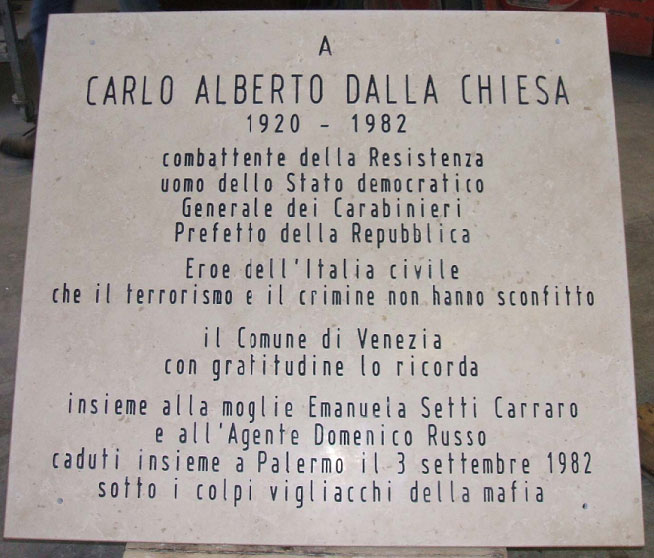 A
CARLO ALBERTO DALLA CHIESA
1920 - 1982
combattente della Resistenza
uomo dello Stato democratico
Generale dei Carabinieri
Prefetto della Repubblica
Eroe dell'Italia civile
che il terrorismo e il crimine non hanno sconfitto
il Comune di Venezia
con gratitudine lo ricorda
insieme alla moglie Emanuela Setti Carraro
e all'Agente Domenico Russo
caduti insieme a Palermo il 3 settembre 1982
sotto i colpi vigliacchi della mafia